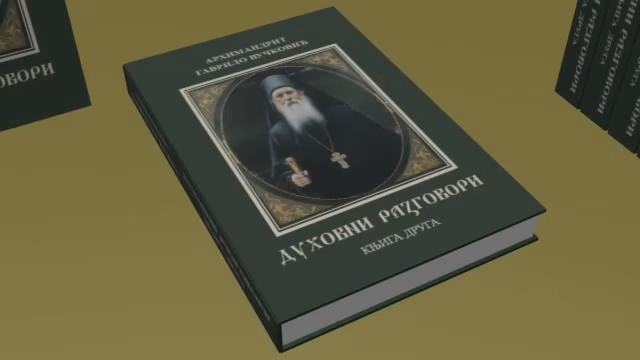 АРХИМАНДРИТ
ГАВРИЛО ВУЧКОВИЋ
ДУХОВНИ РАЗГОВОРИ
КЊИГА ДРУГА